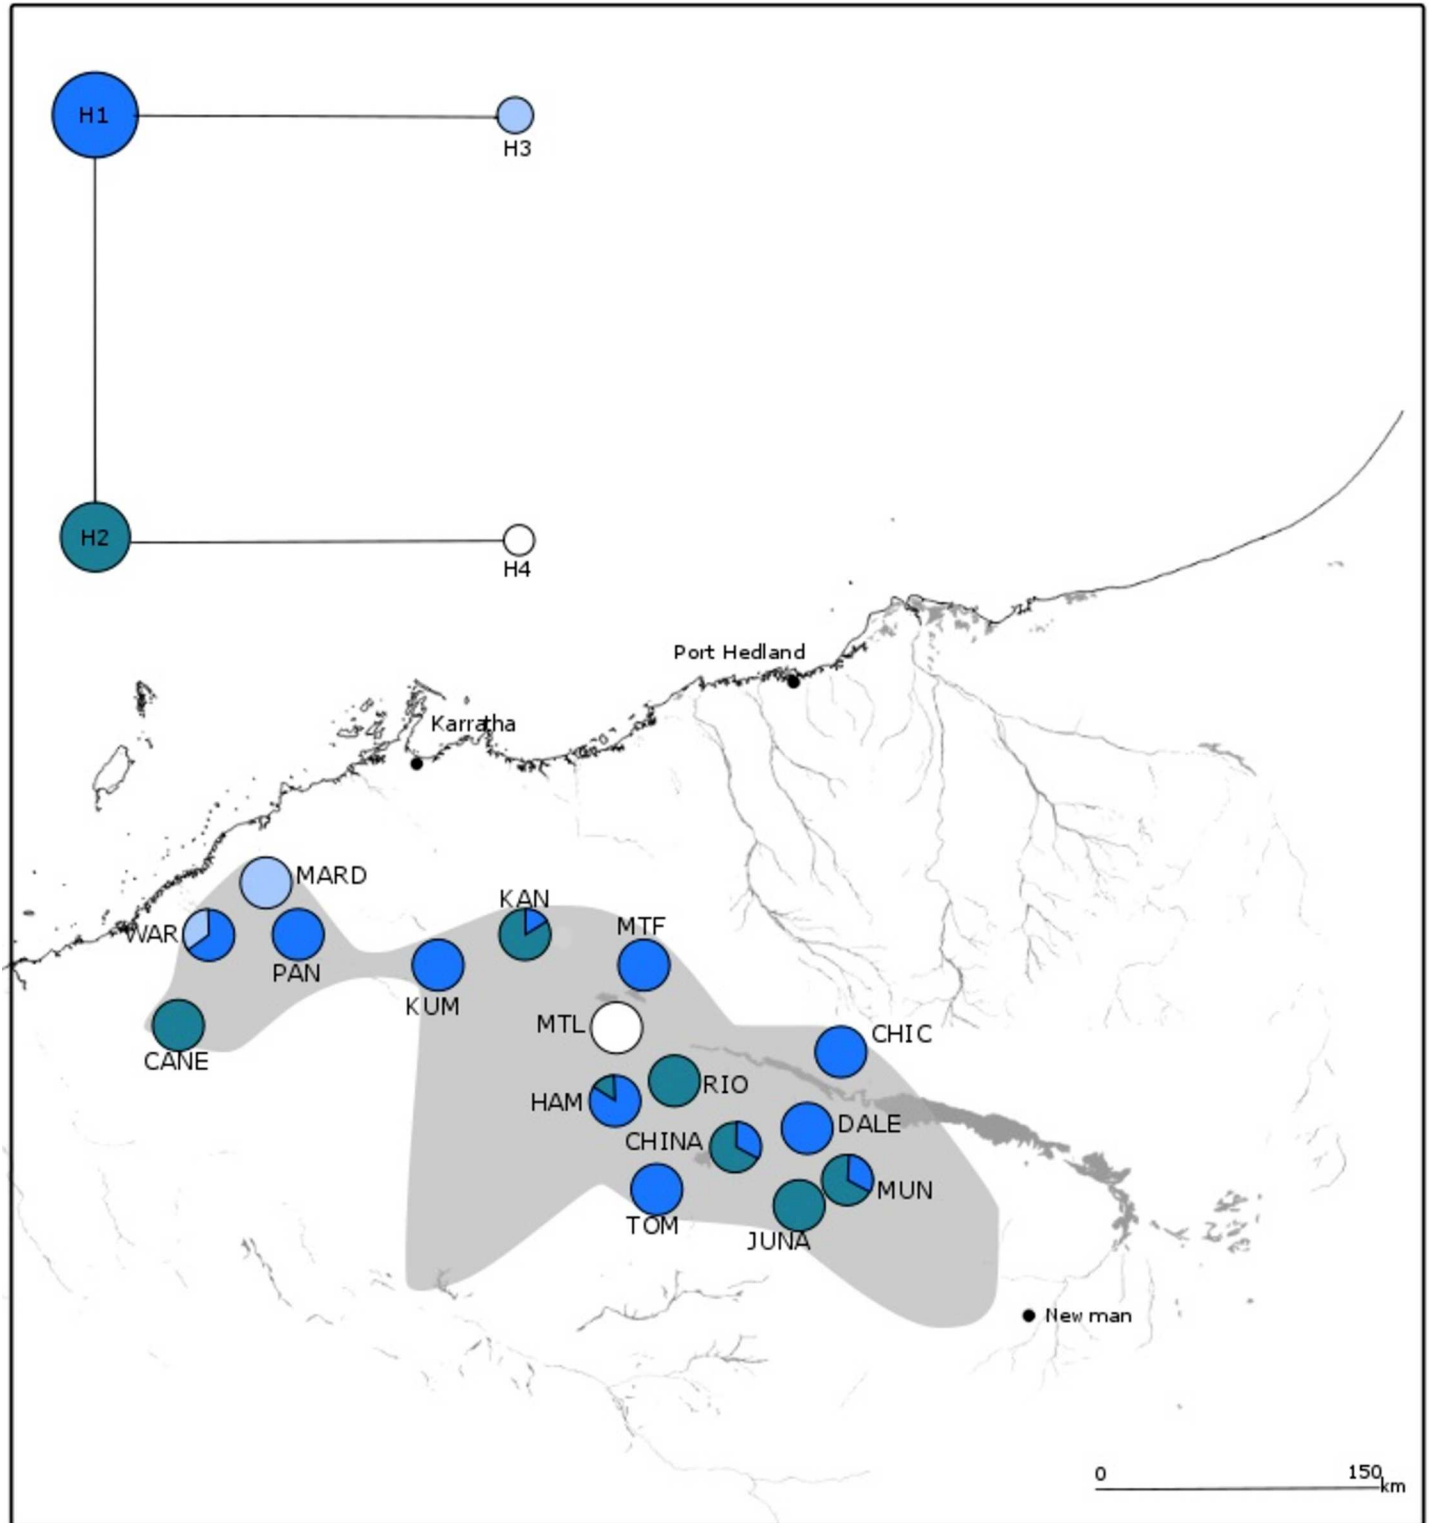 H1
H3
H2
H4
Port Hedland
Karratha
MARD
KAN
WAR
MTF
PAN
KUM
MTL
CHIC
CANE
RIO
HAM
DALE
CHINA
MUN
TOM
JUNA
New man
0 150
km